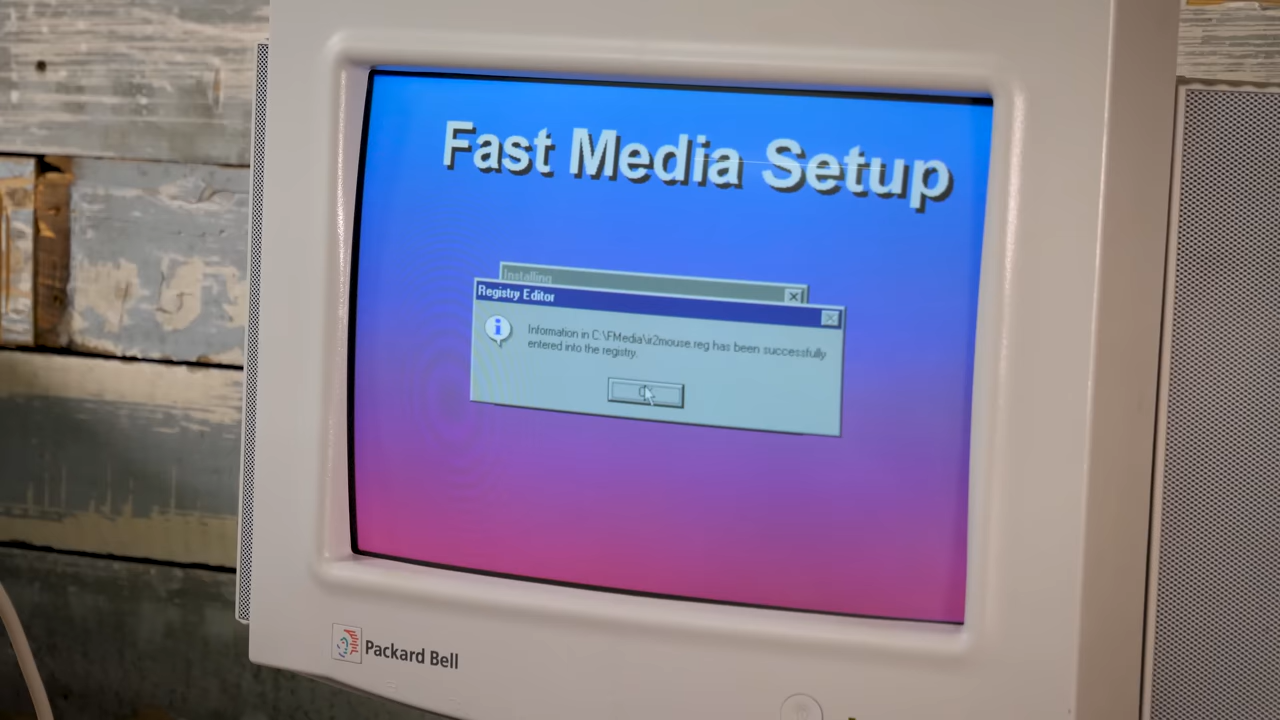 Fast Media Setup
Installing
Registry Editor
Information in C:\FMedia\ir2mouse.reg has been successfully
entered into the registry.
Packard Bell